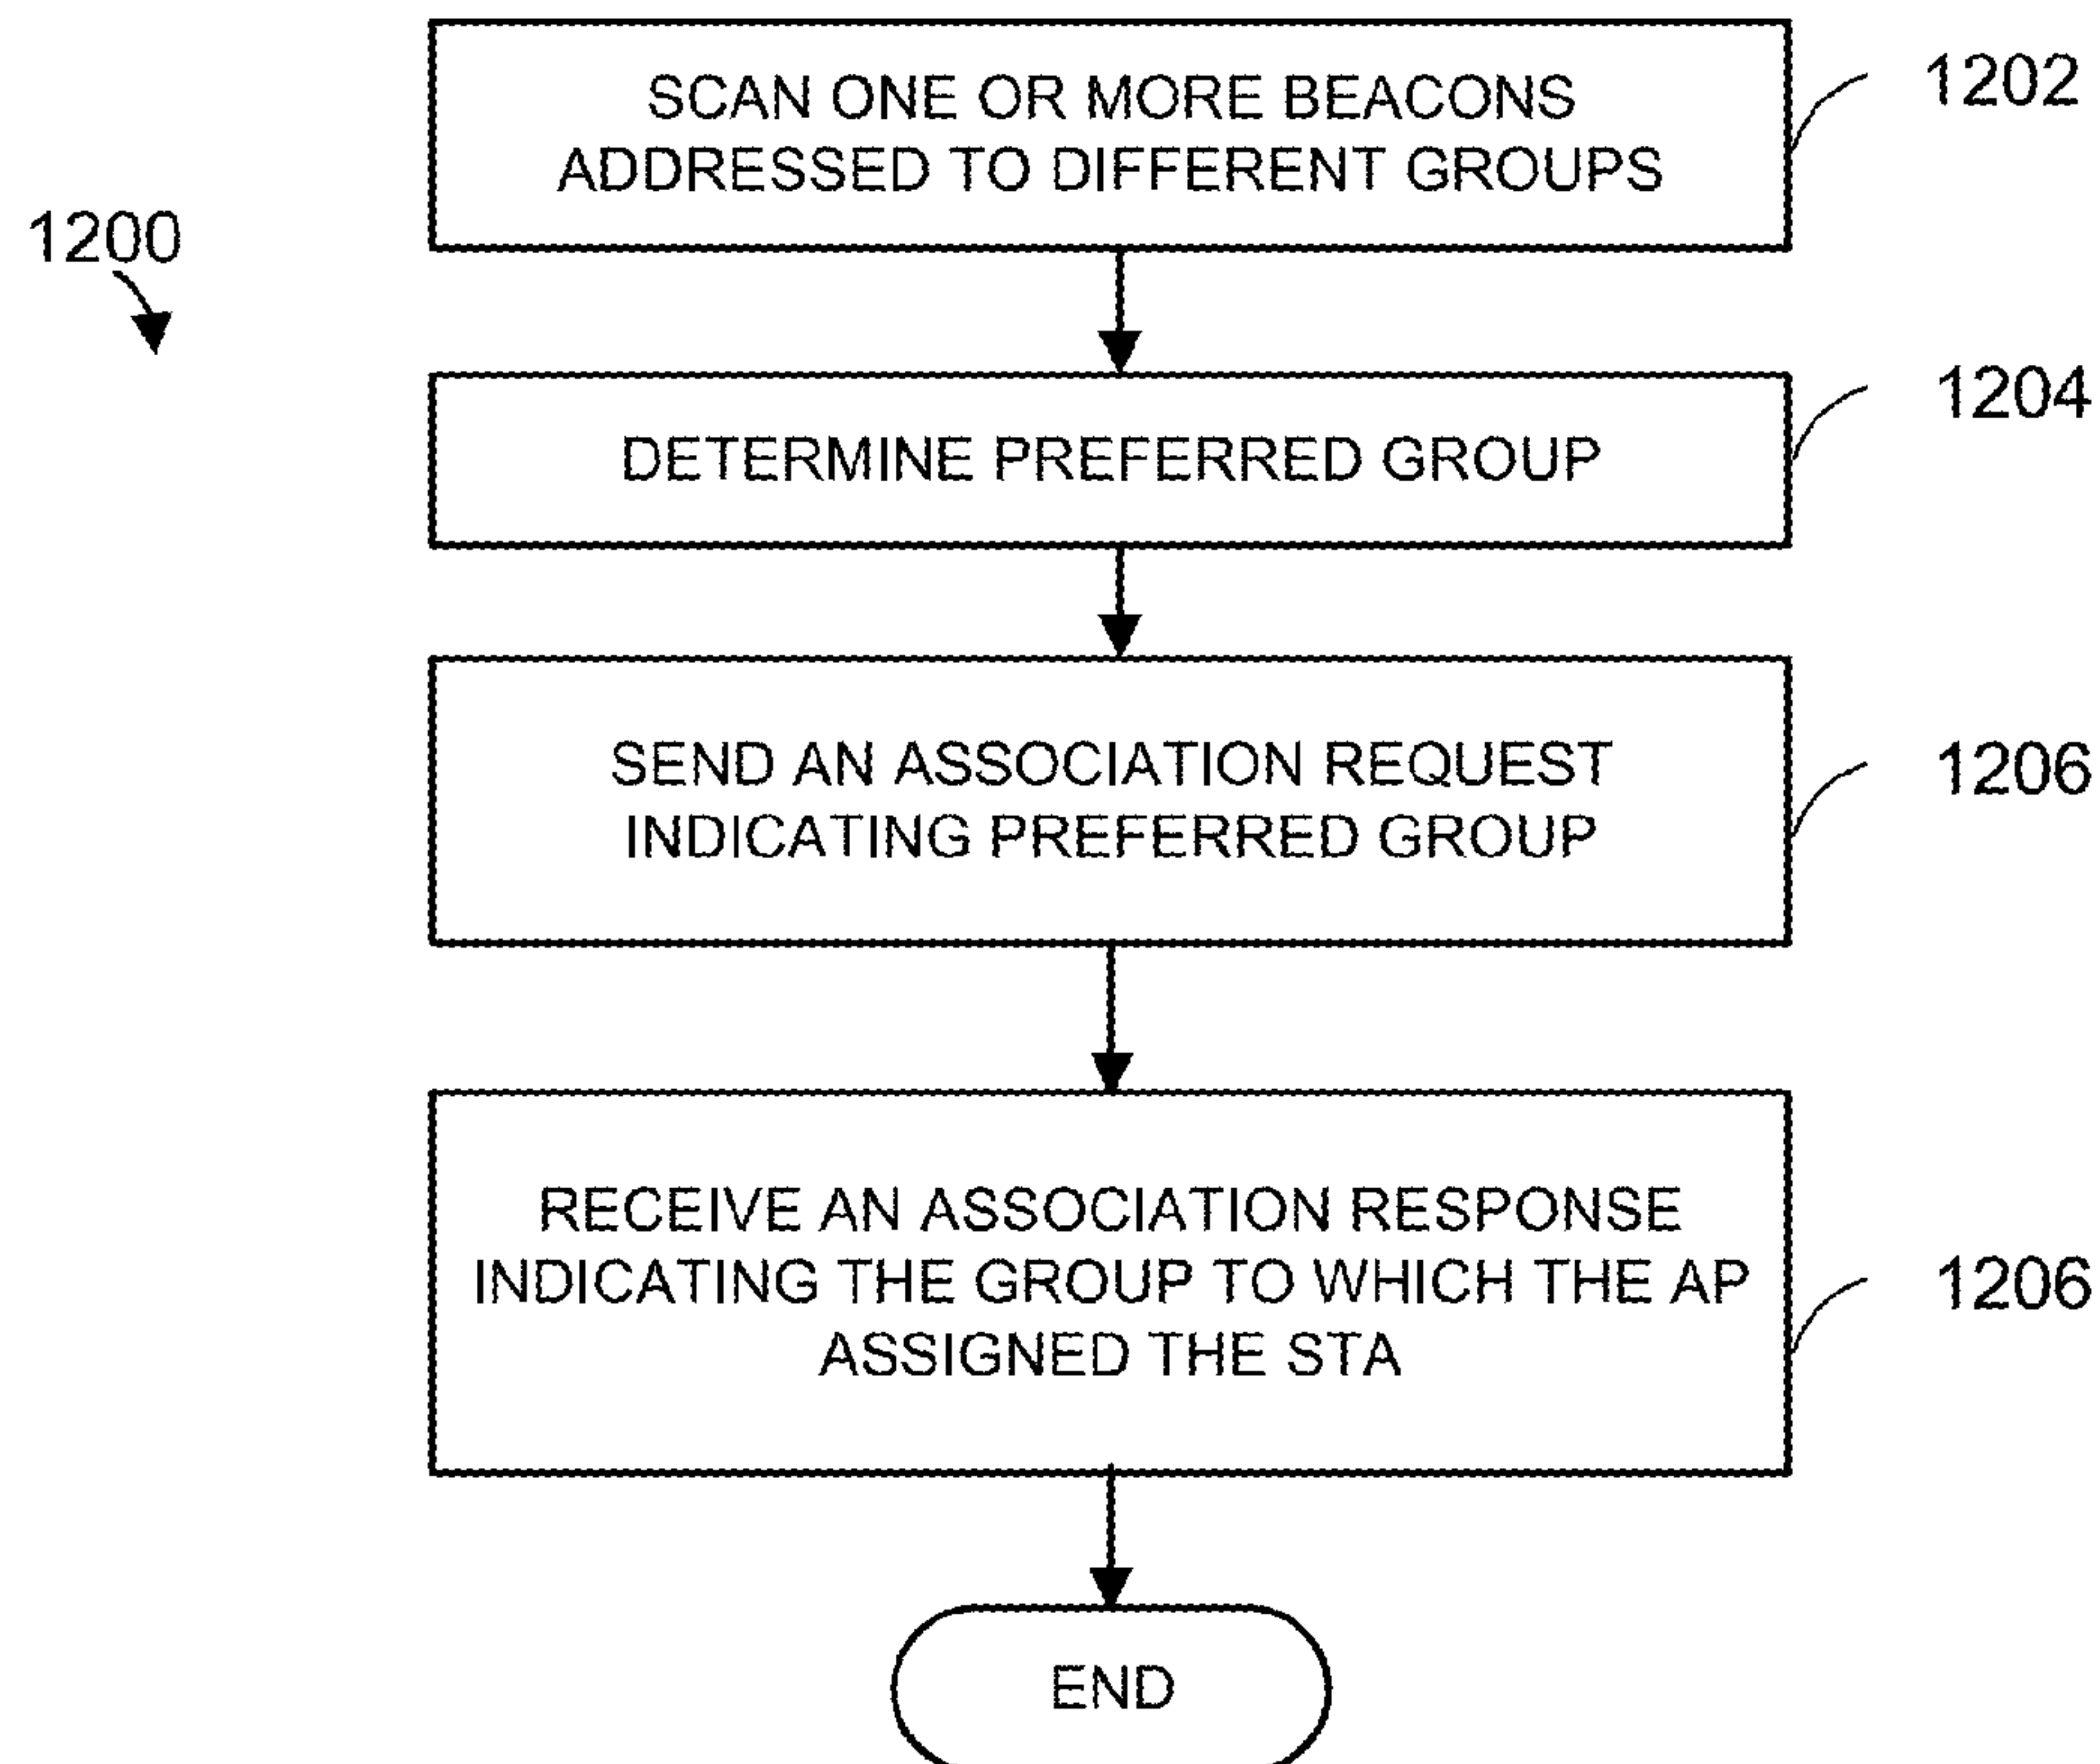 SCAN ONE OR MORE BEACONS
ADDRESSED TO DIFFERENT GROUPS
1202
1200
DETERMINE PREFERRED GROUP
1204
SEND AN ASSOCIATION REQUEST
INDICATING PREFERRED GROUP
1206
RECEIVE AN ASSOCIATION RESPONSE
INDICATING THE GROUP TO WHICH THE AP
ASSIGNED THE STA
1206
END